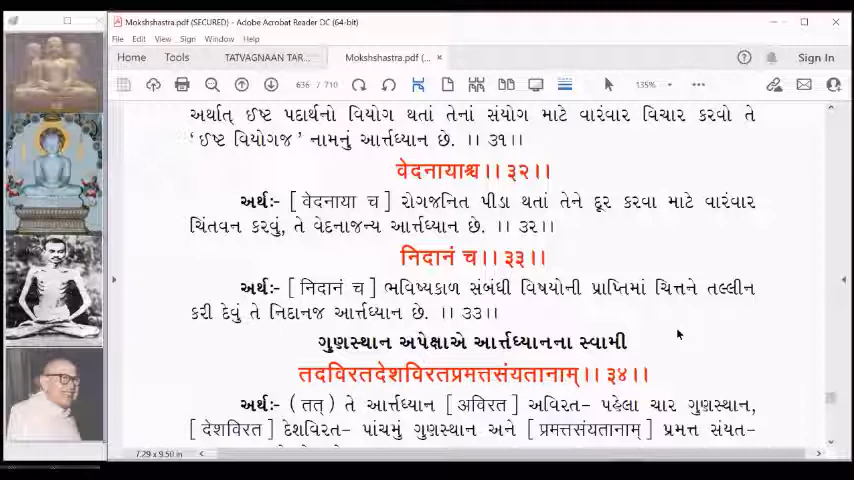 Mokshshastra.pdf (SECURED) - Adobe Acrobat Reader DC (64-bit)
File Edit View Sign Window Help
Home Tools TATVAGNAAN TAR... Mokshshastra.pdf (... × Sign In
636 / 710 135%
અર્થાત્ ઈષ્ટ પદાર્થનો વિયોગ થતાં તેનાં સંયોગ માટે વારંવાર વિચાર કરવો તે
‘ઈષ્ટ વિયોગજ’ નામનું આર્ત્તધ્યાન છે. ।। ૩૧।।
वेदनायाश्च।। ૩૨।।
અર્થઃ- [ વેદનાયા ચ ] રોગજનિત પીડા થતાં તેને દૂર કરવા માટે વારંવાર
ચિંતવન કરવું, તે વેદનાજન્ય આર્ત્તધ્યાન છે. ।। ૩૨।।
निदानं च।। ૩૩।।
અર્થઃ- [ निदानं च ] ભવિષ્યકાળ સંબંધી વિષયોની પ્રાપ્તિમાં ચિત્તને તલ્લીન
કરી દેવું તે નિદાનજ આર્ત્તધ્યાન છે. ।। ૩૩।।
ગુણસ્થાન અપેક્ષાએ આર્ત્તધ્યાનના સ્વામી
तदविरतदेशविरतप्रमत्तसंयतानाम्।। ૩૪।।
અર્થઃ- (तत्) તે આર્ત્તધ્યાન [ अविरत ] અવિરત- પહેલા ચાર ગુણસ્થાન,
[ देशविरत ] દેશવિરત- પાંચમું ગુણસ્થાન અને [ प्रमत्तसंयतानाम् ] પ્રમત્ત સંયત-
7.29 x 9.50 in